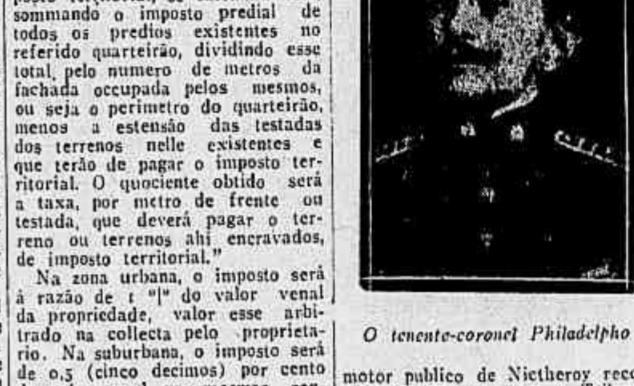 sommando o imposto predial de
todos os predios existentes no
referido quarteirão, dividindo esse
total pelo numero de metros da
fachada occupada pelos mesmos,
ou seja o perimetro do quarteirão,
menos a estensão das testadas
dos terrenos nelle existentes e
que terão de pagar o imposto ter-
ritorial. O quociente obtido será
a taxa, por metro de frente ou
testada, que deverá pagar o ter-
reno ou terrenos ahi encravados,
de imposto territorial."
Na zona urbana, o imposto será
á razão de 1 "|" do valor venal
da propriedade, valor esse arbi-
trado na collecta pelo proprieta-
rio. Na suburbana, o imposto será
de 0,5 (cinco decimos) por cento
O tenente-coronel Philadelpho
motor publico de Nictheroy